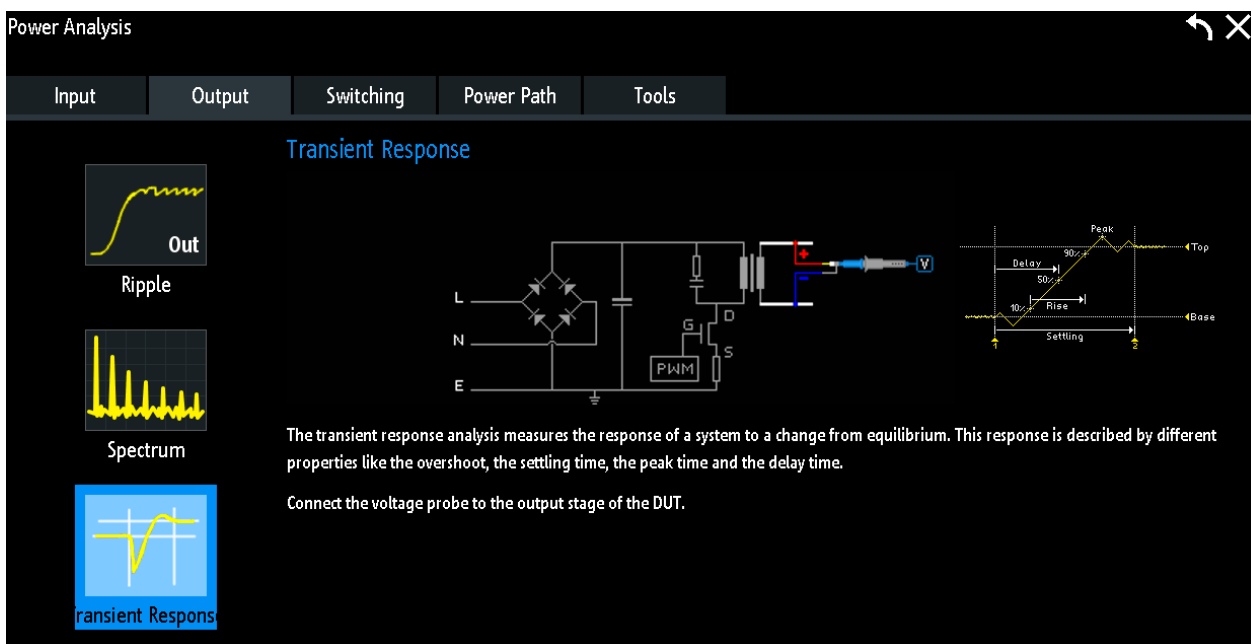 Power Analysis
Input Output Switching Power Path Tools
Transient Response
Out
Ripple
Spectrum
ransient Respons
L
N
E
PWM
G
D
S
+
-
V
Peak
90%
Top
Delay
50%
10%
Rise
Base
Settling
1
2
The transient response analysis measures the response of a system to a change from equilibrium. This response is described by different
properties like the overshoot, the settling time, the peak time and the delay time.
Connect the voltage probe to the output stage of the DUT.